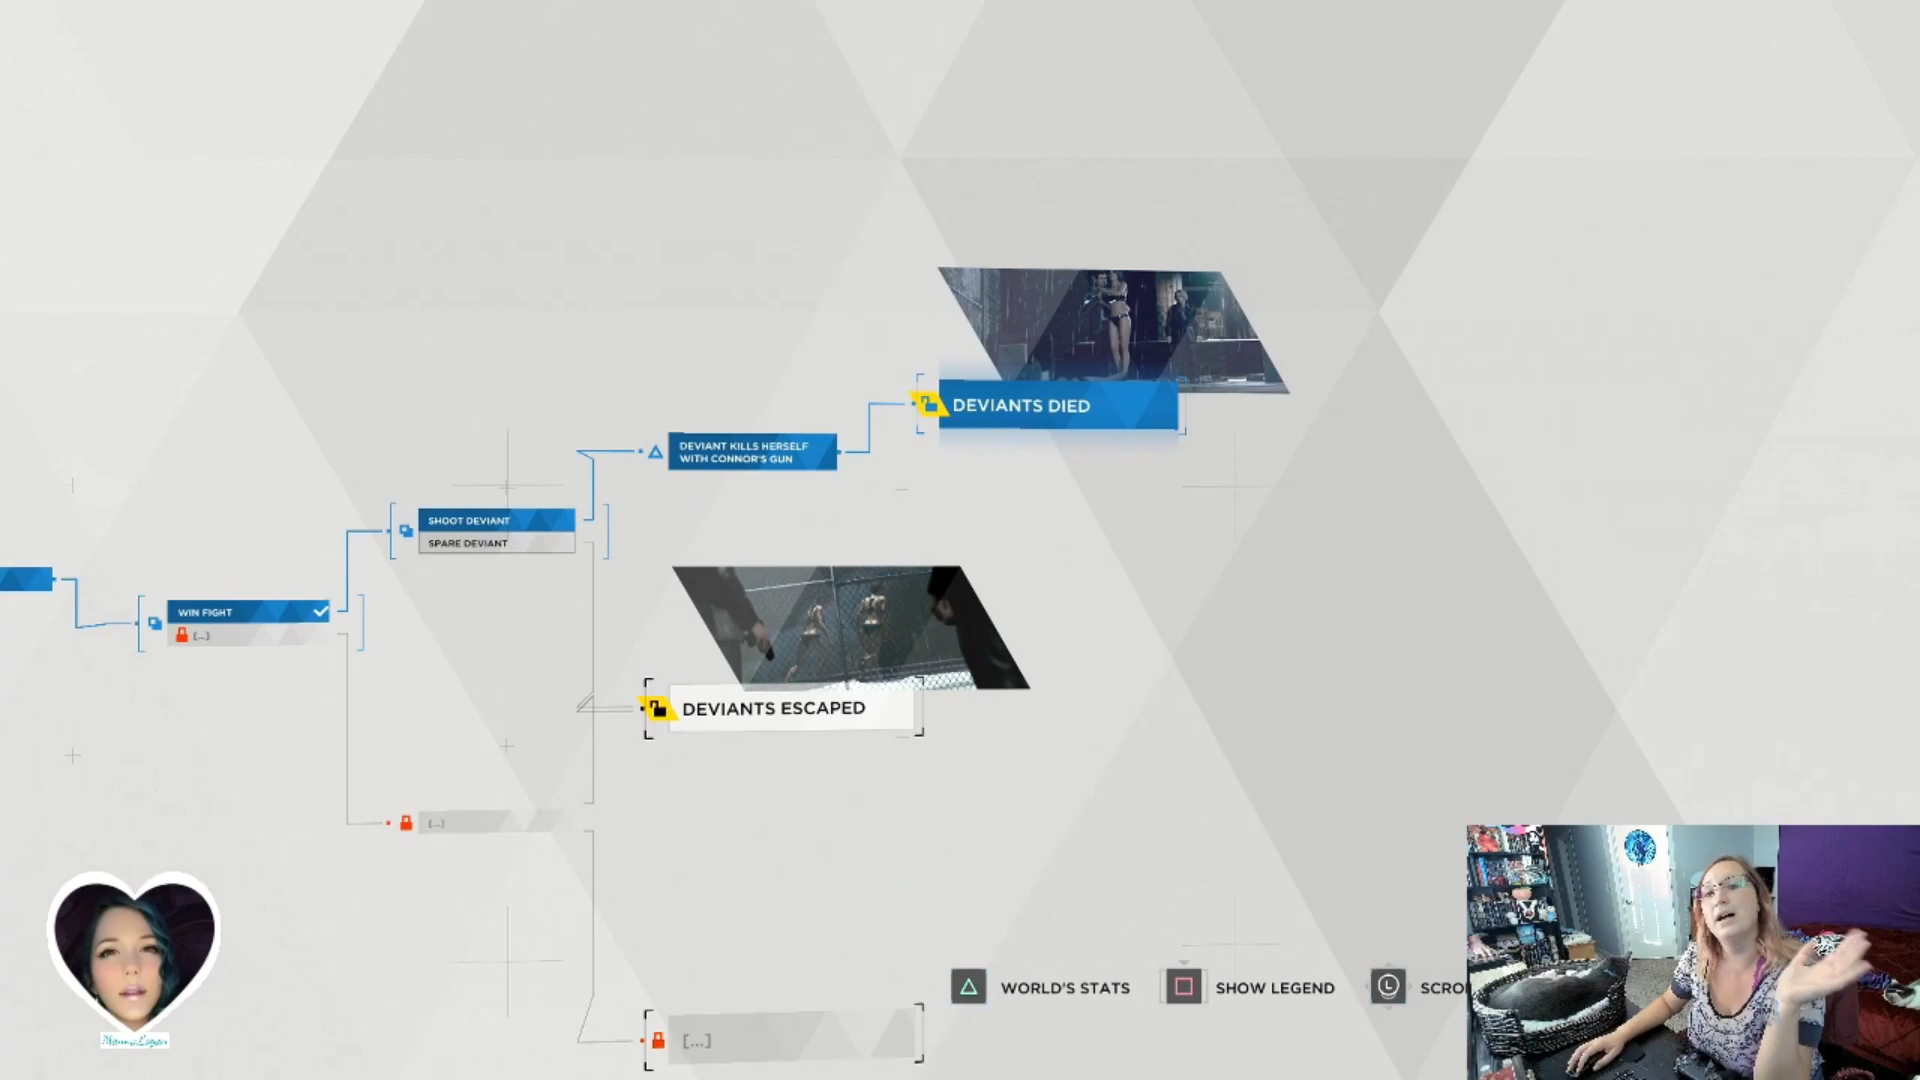 DEVIANTS DIED
DEVIANT KILLS HERSELF
WITH CONNOR'S GUN
SHOOT DEVIANT
SPARE DEVIANT
WIN FIGHT
[...]
DEVIANTS ESCAPED
[...]
WORLD'S STATS
SHOW LEGEND
L
SCRO
[...]